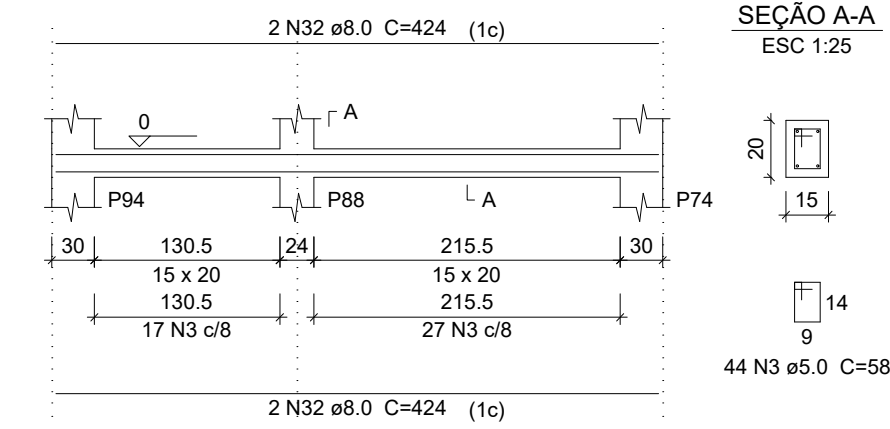 2 N32 ø8.0 C=424 (1c)
SEÇÃO A-A
ESC 1:25
A
0
20
15
P94
P88
A
P74
30 130.5 24 215.5 30
15 x 20 15 x 20
130.5 215.5
17 N3 c/8 27 N3 c/8
14
9
44 N3 ø5.0 C=58
2 N32 ø8.0 C=424 (1c)